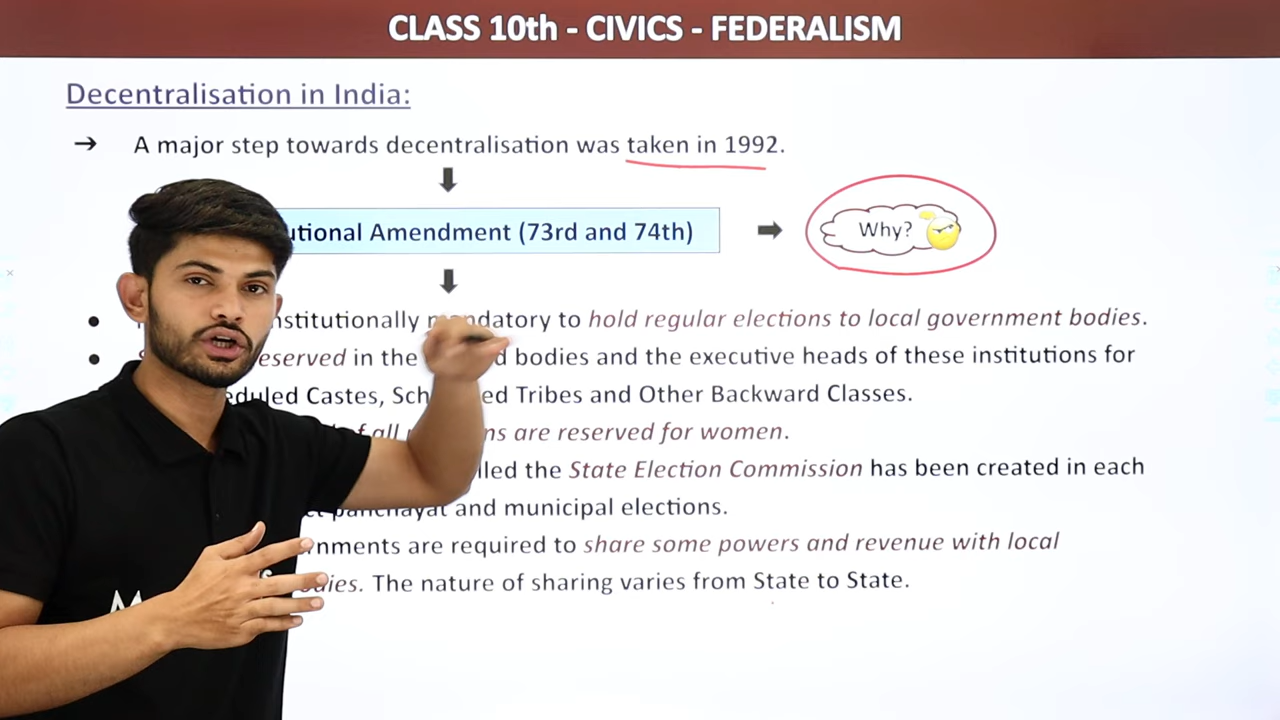 CLASS 10th - CIVICS - FEDERALISM
Decentralisation in India:
→ A major step towards decentralisation was taken in 1992.
utional Amendment (73rd and 74th)
Why?
• nstitutionally mandatory to hold regular elections to local government bodies.
• eserved in the d bodies and the executive heads of these institutions for
eduled Castes, Sch ed Tribes and Other Backward Classes.
f all ns are reserved for women.
lled the State Election Commission has been created in each
ct panchayat and municipal elections.
rnments are required to share some powers and revenue with local
odies. The nature of sharing varies from State to State.